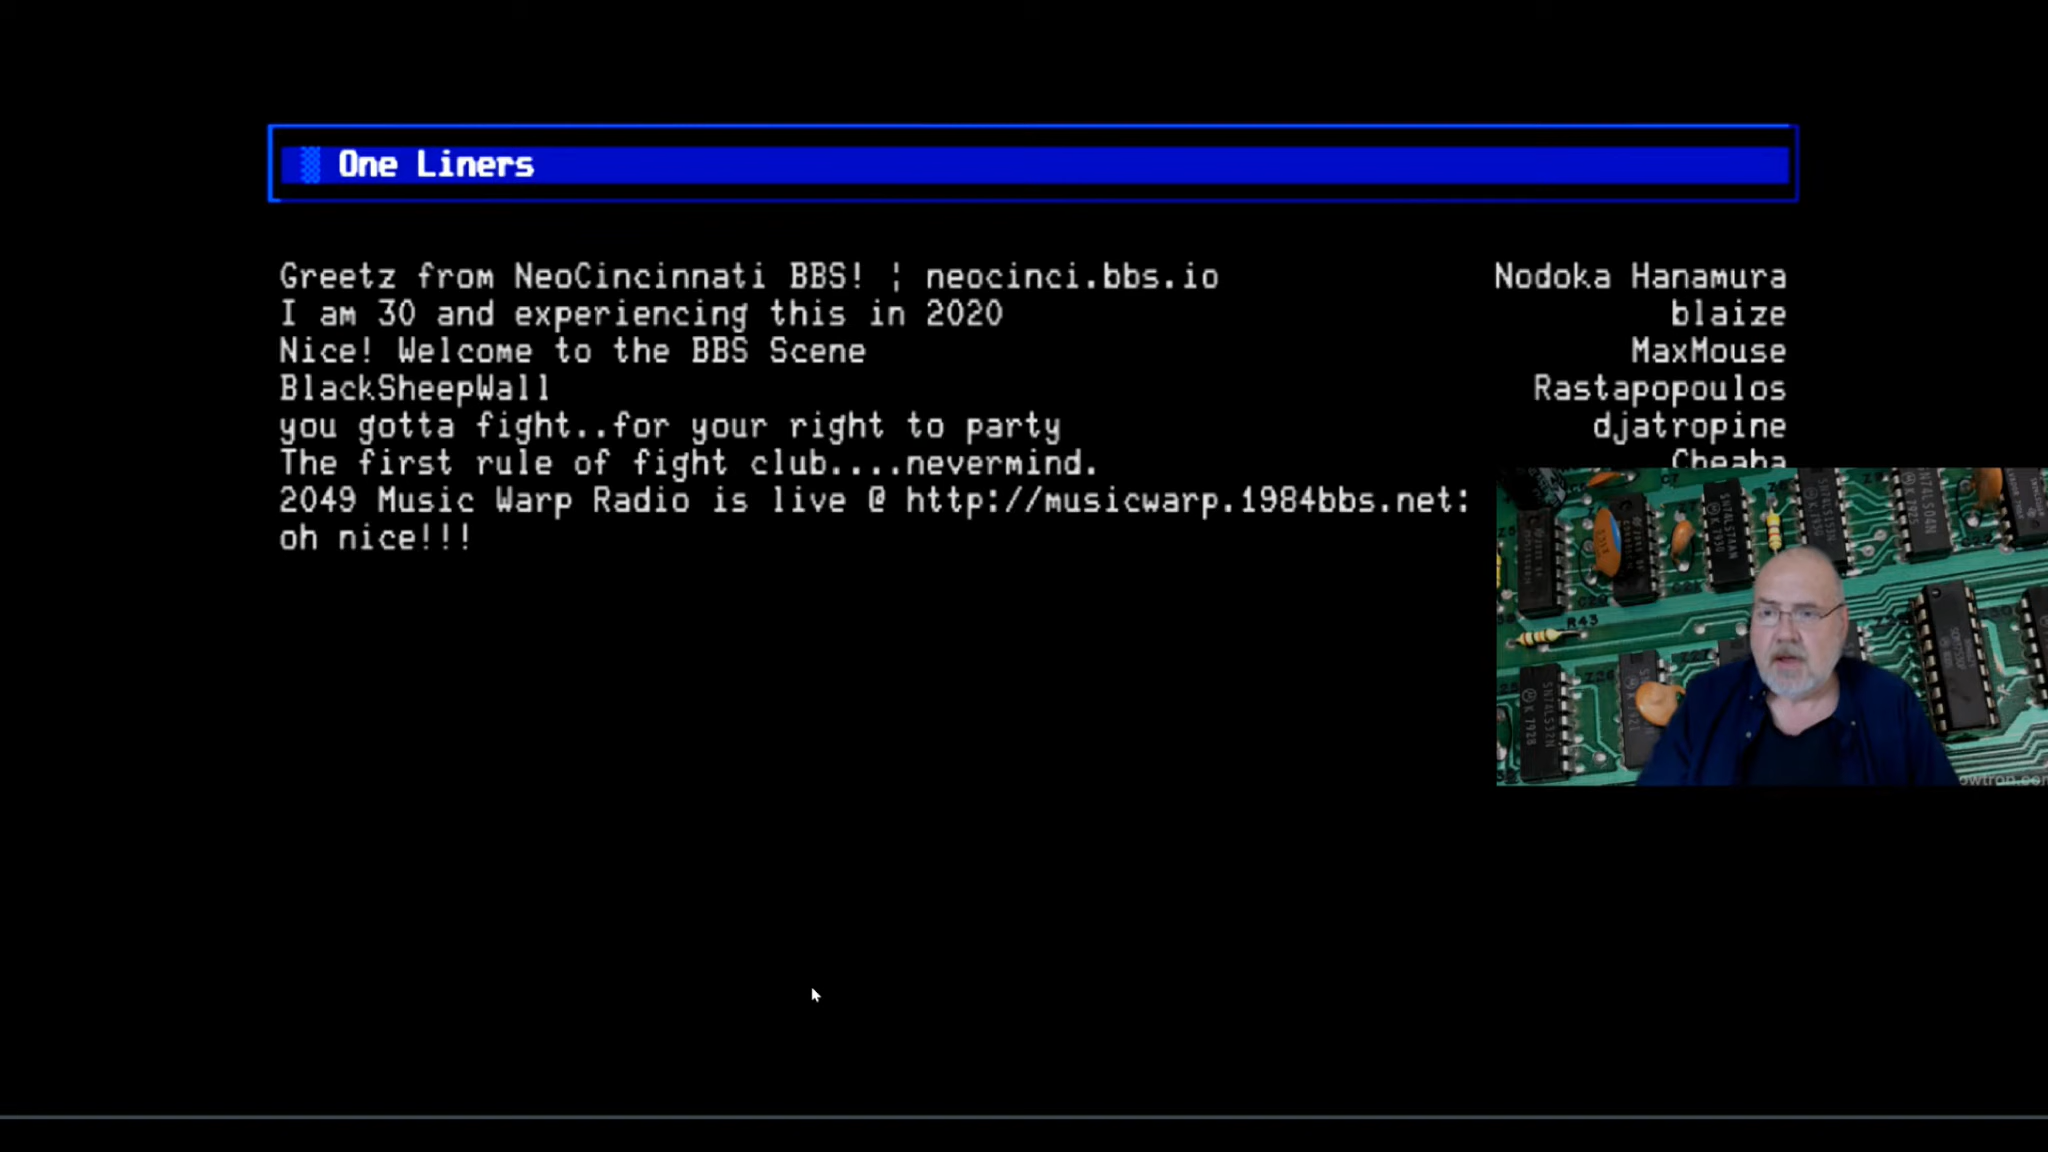 One Liners
Greetz from NeoCincinnati BBS! ¦ neocinci.bbs.io Nodoka Hanamura
I am 30 and experiencing this in 2020 blaize
Nice! Welcome to the BBS Scene MaxMouse
BlackSheepWall Rastapopoulos
you gotta fight..for your right to party djatropine
The first rule of fight club....nevermind. Cheaba
2049 Music Warp Radio is live @ http://musicwarp.1984bbs.net:
oh nice!!!
R43